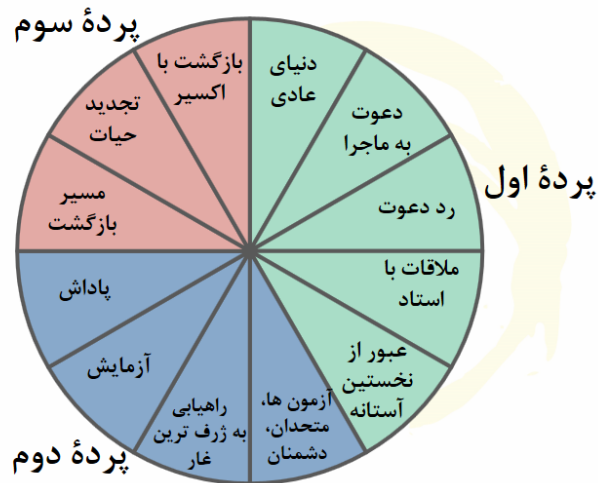 پردهٔ اول
دنیای
عادی
دعوت
به ماجرا
رد دعوت
ملاقات با
استاد
عبور از
نخستین
آستانه
پردهٔ دوم
آزمون ها،
متحدان،
دشمنان
راهیابی
به ژرف ترین
غار
آزمایش
پاداش
پردهٔ سوم
مسیر
بازگشت
تجدید
حیات
بازگشت با
اکسیر